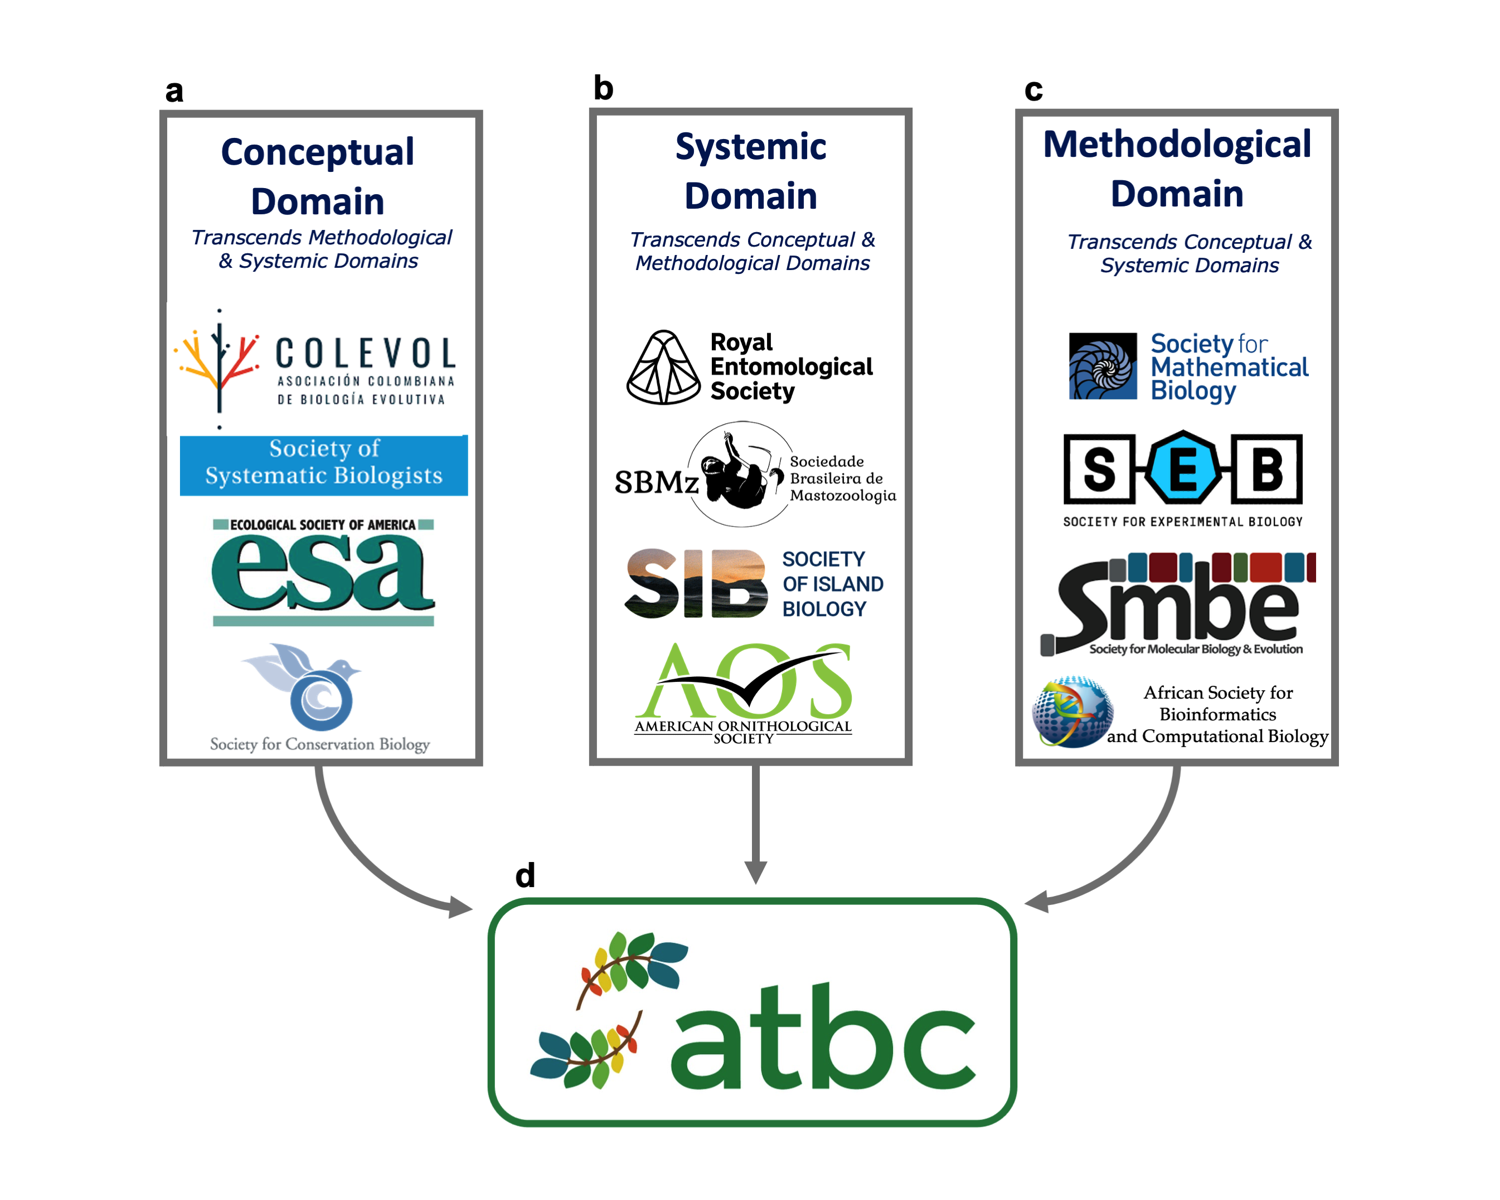 a
Conceptual
Domain
Transcends Methodological
& Systemic Domains
COLEVOL
ASOCIACIÓN COLOMBIANA
DE BIOLOGÍA EVOLUTIVA
Society of
Systematic Biologists
ECOLOGICAL SOCIETY OF AMERICA
esa
Society for Conservation Biology
b
Systemic
Domain
Transcends Conceptual &
Methodological Domains
Royal
Entomological
Society
SBMz
Sociedade
Brasileira de
Mastozoologia
SIB
SOCIETY
OF ISLAND
BIOLOGY
AOS
AMERICAN ORNITHOLOGICAL
SOCIETY
c
Methodological
Domain
Transcends Conceptual &
Systemic Domains
Society for
Mathematical
Biology
SEB
SOCIETY FOR EXPERIMENTAL BIOLOGY
Smbe
Society for Molecular Biology & Evolution
African Society for
Bioinformatics
and Computational Biology
d
atbc